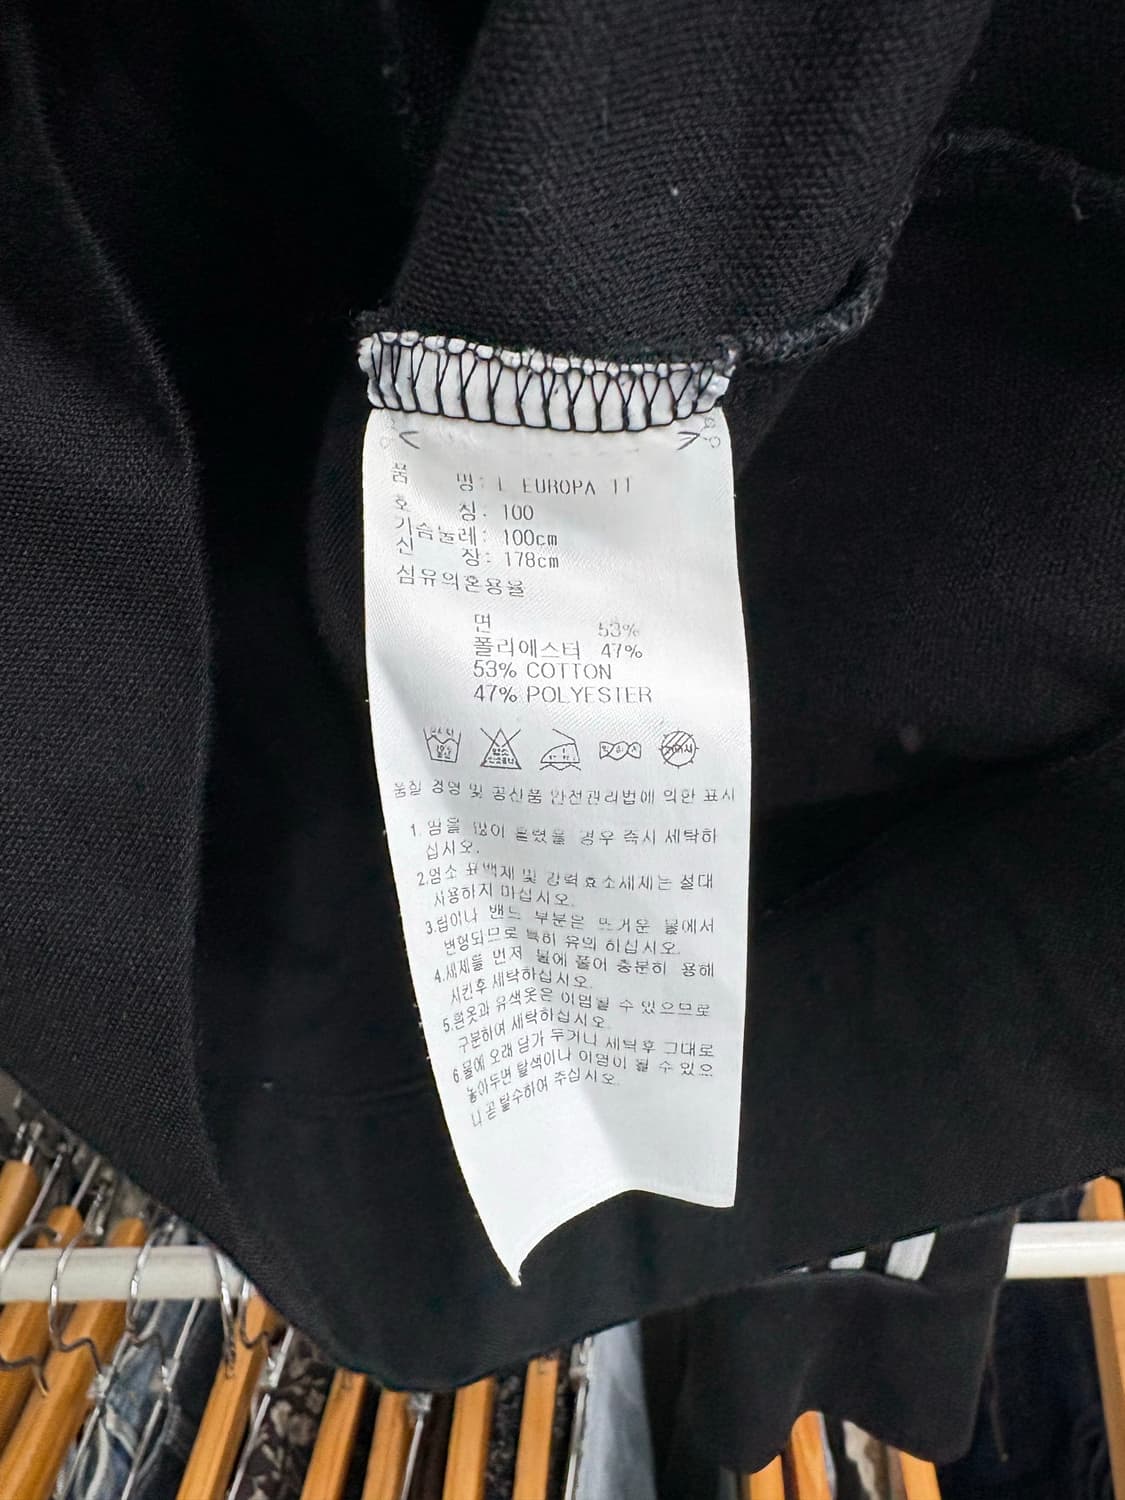 품 명: L EUROPA TT
호 칭: 100
가슴둘레: 100cm
신 장: 178cm
섬유의혼용율
면 53%
폴리에스터 47%
53% COTTON
47% POLYESTER
품질 경영 및 공산품 안전관리법에 의한 표시
1. 땀을 많이 흘렸을 경우 즉시 세탁하
십시오.
2.염소 표백제 및 강력효소세제는 절대
사용하지 마십시오.
3.립이나 밴드 부분은 뜨거운 물에서
변형되므로 특히 유의 하십시오.
4.세제를 먼저 물에 풀어 충분히 용해
시킨후 세탁하십시오.
5.흰옷과 유색옷은 이염될 수 있으므로
구분하여 세탁하십시오.
6 물에 오래 담가 두거나 세탁후 그대로
놓아두면 탈색이나 이염이 될 수 있으
니 곧 탈수하여 주십시오.